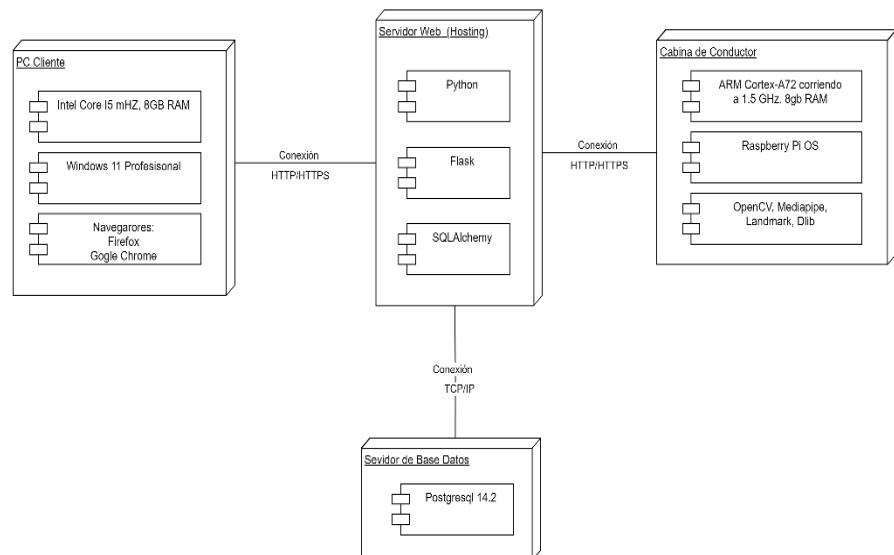 PC Cliente
Intel Core I5 mHZ, 8GB RAM
Windows 11 Profesisonal
Navegarores:
Firefox
Gogle Chrome
Conexión
HTTP/HTTPS
Servidor Web (Hosting)
Python
Flask
SQLAlchemy
Conexión
HTTP/HTTPS
Cabina de Conductor
ARM Cortex-A72 corriendo
a 1.5 GHz. 8gb RAM
Raspberry Pi OS
OpenCV, Mediapipe,
Landmark, Dlib
Conexión
TCP/IP
Sevidor de Base Datos
Postgresql 14.2